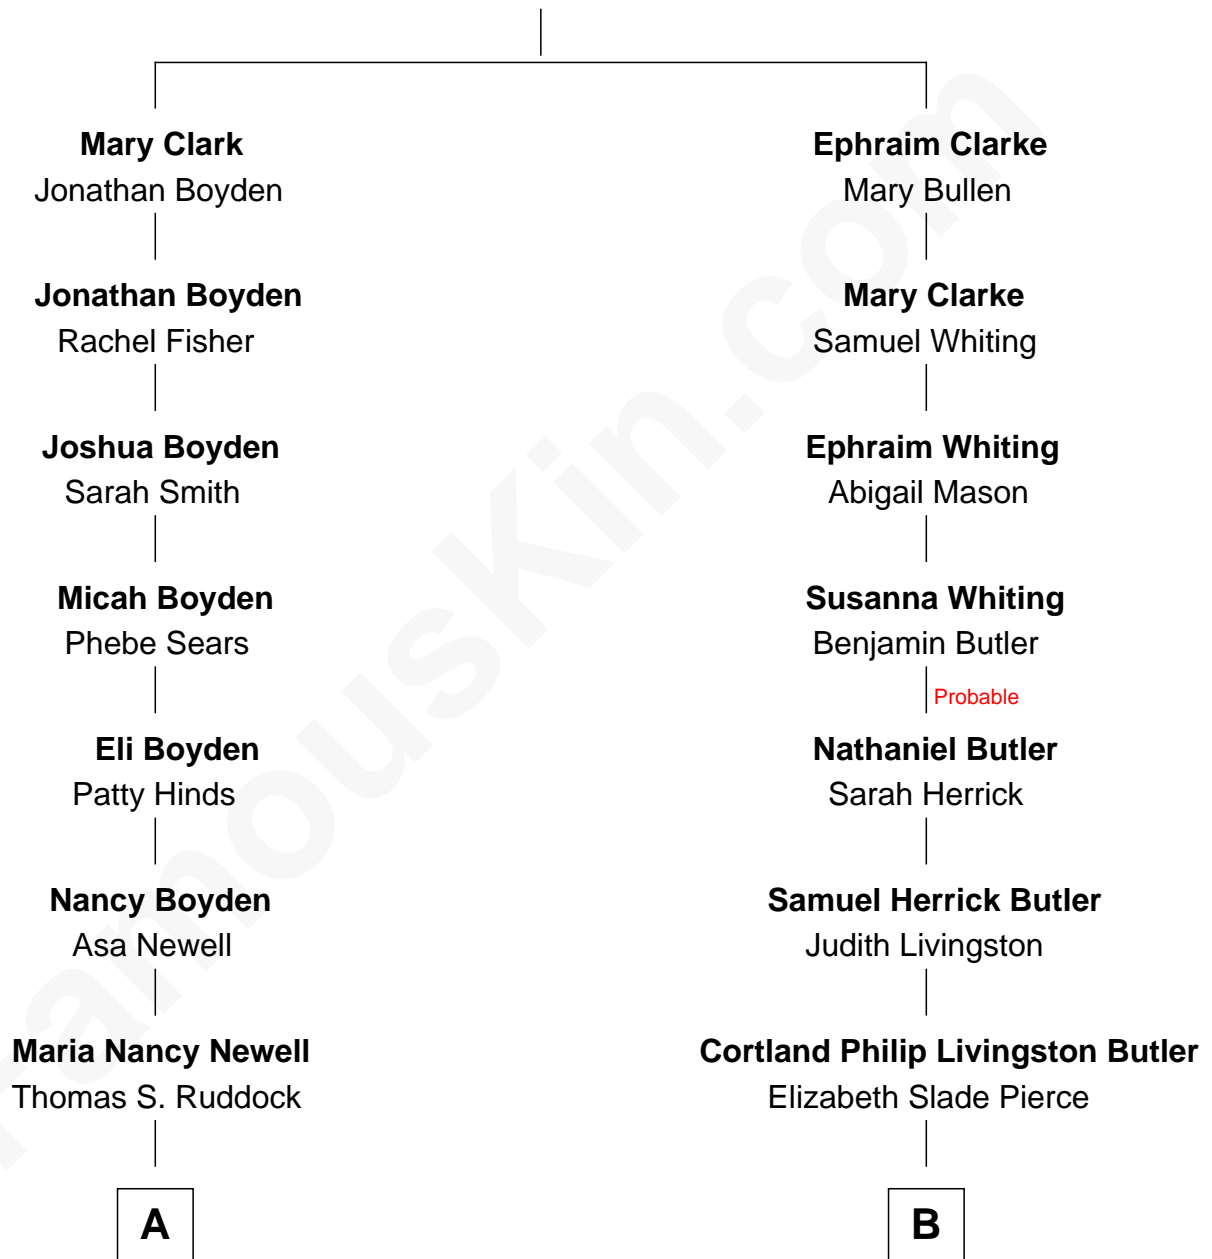 Mary Clark
Jonathan Boyden
Jonathan Boyden
Rachel Fisher
Joshua Boyden
Sarah Smith
Micah Boyden
Phebe Sears
Eli Boyden
Patty Hinds
Nancy Boyden
Asa Newell
Maria Nancy Newell
Thomas S. Ruddock
A
Ephraim Clarke
Mary Bullen
Mary Clarke
Samuel Whiting
Ephraim Whiting
Abigail Mason
Susanna Whiting
Benjamin Butler
Probable
Nathaniel Butler
Sarah Herrick
Samuel Herrick Butler
Judith Livingston
Cortland Philip Livingston Butler
Elizabeth Slade Pierce
B
FamousKin.com